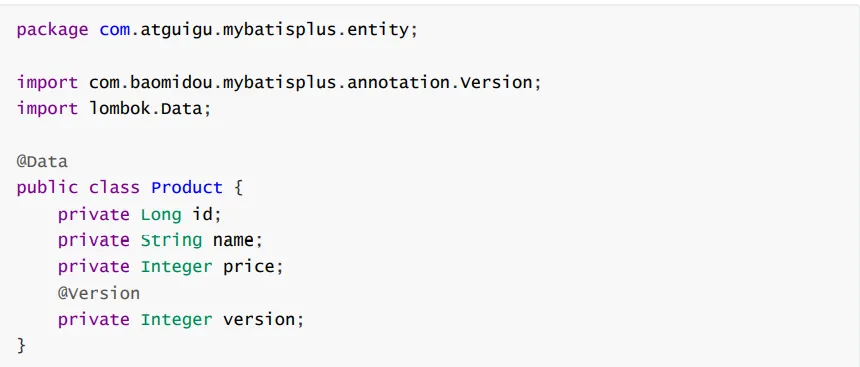 package com.atguigu.mybatisplus.entity;
import com.baomidou.mybatisplus.annotation.Version;
import lombok.Data;
@Data
public class Product {
    private Long id;
    private String name;
    private Integer price;
    @Version
    private Integer version;
}